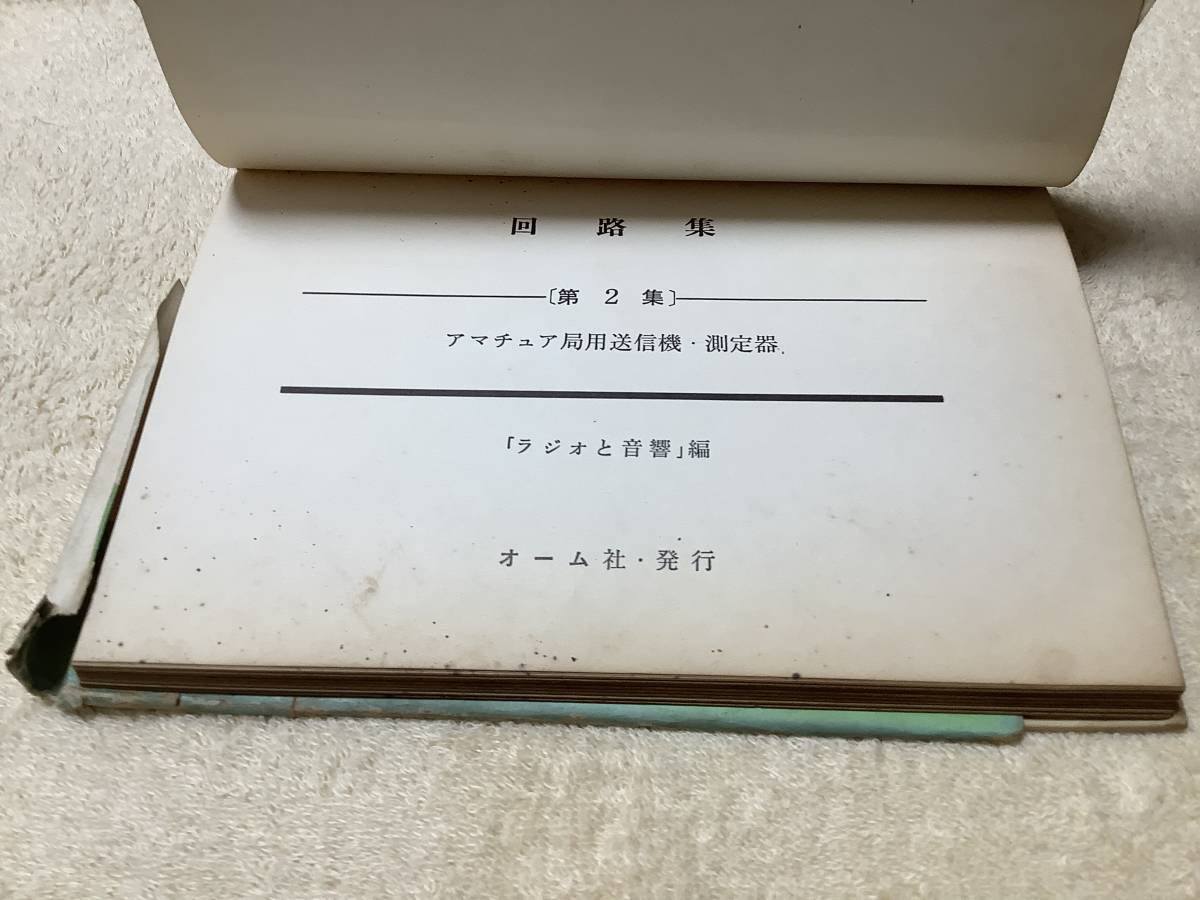 回路集
〔第2集〕
アマチュア局用送信機・測定器
「ラジオと音響」編
オーム社・発行